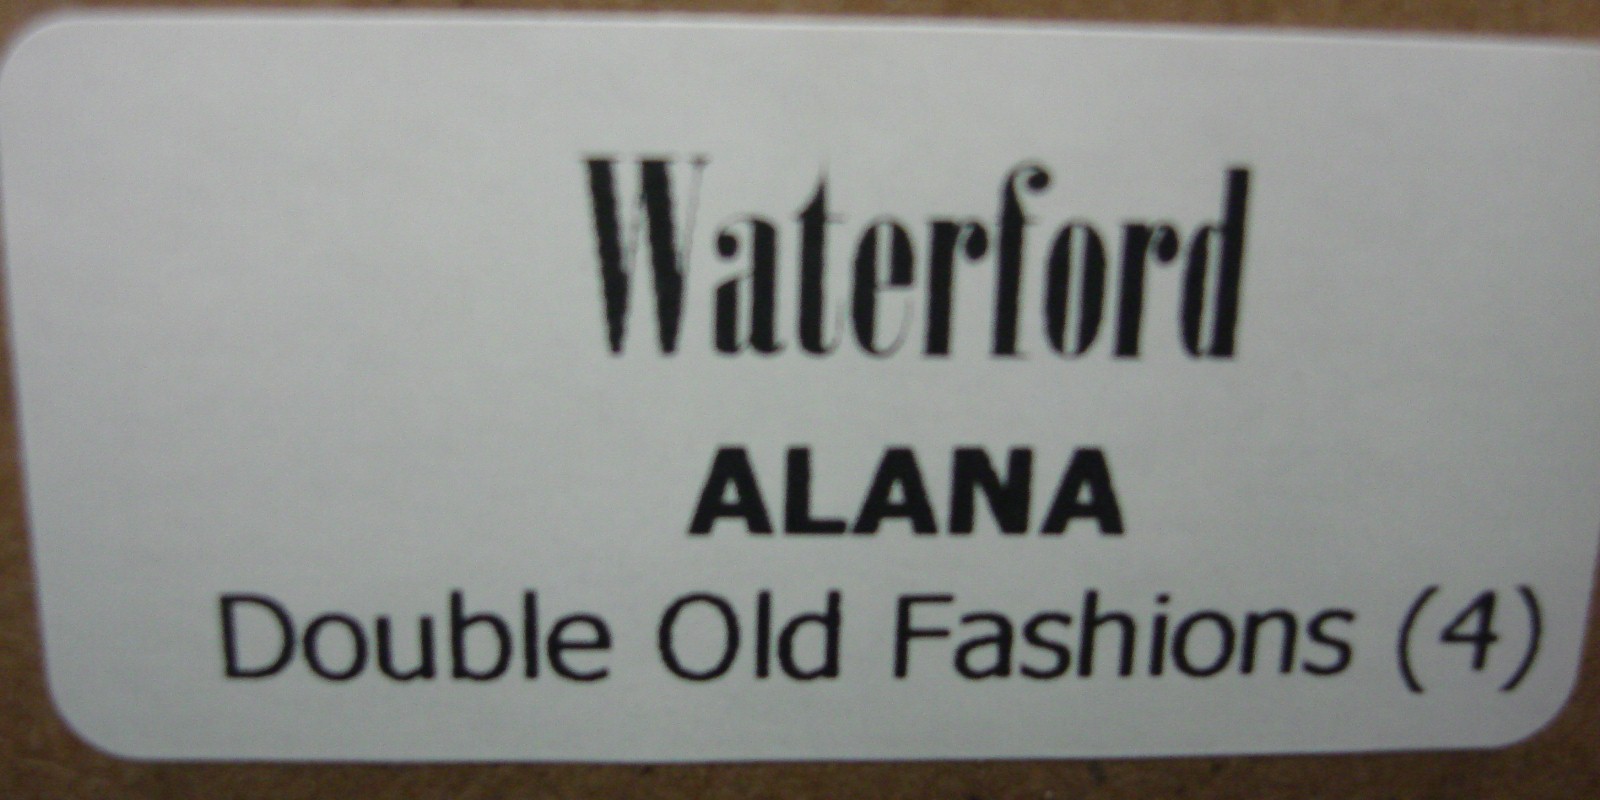 Waterford
ALANA
Double Old Fashions (4)